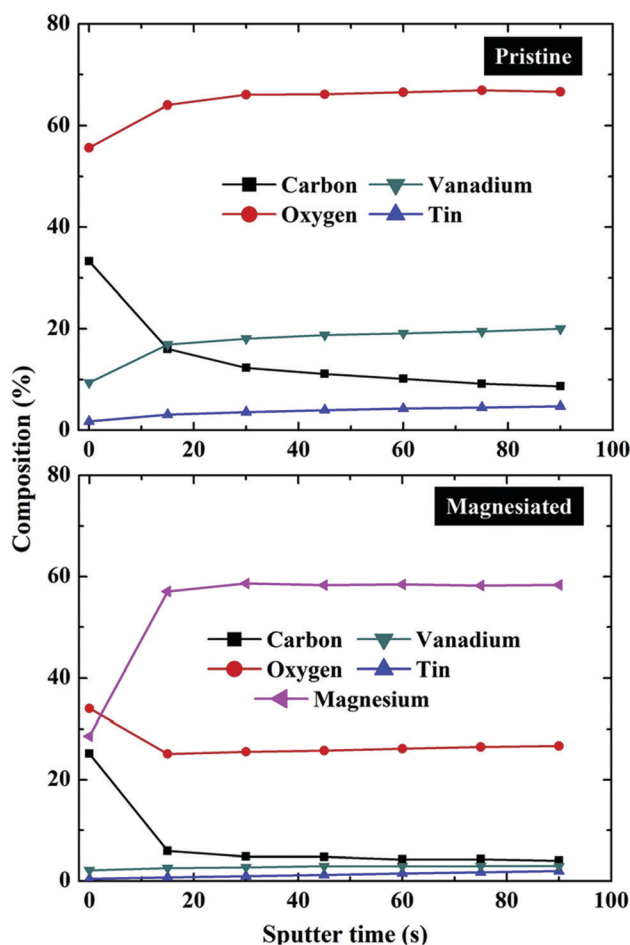 80
Pristine
60
Carbon
Vanadium
Oxygen
Tin
40
20
0
0 20 40 60 80 100
Composition (%)
80
Magnesiated
60
Carbon
Vanadium
Oxygen
Tin
Magnesium
40
20
0
0 20 40 60 80 100
Sputter time (s)